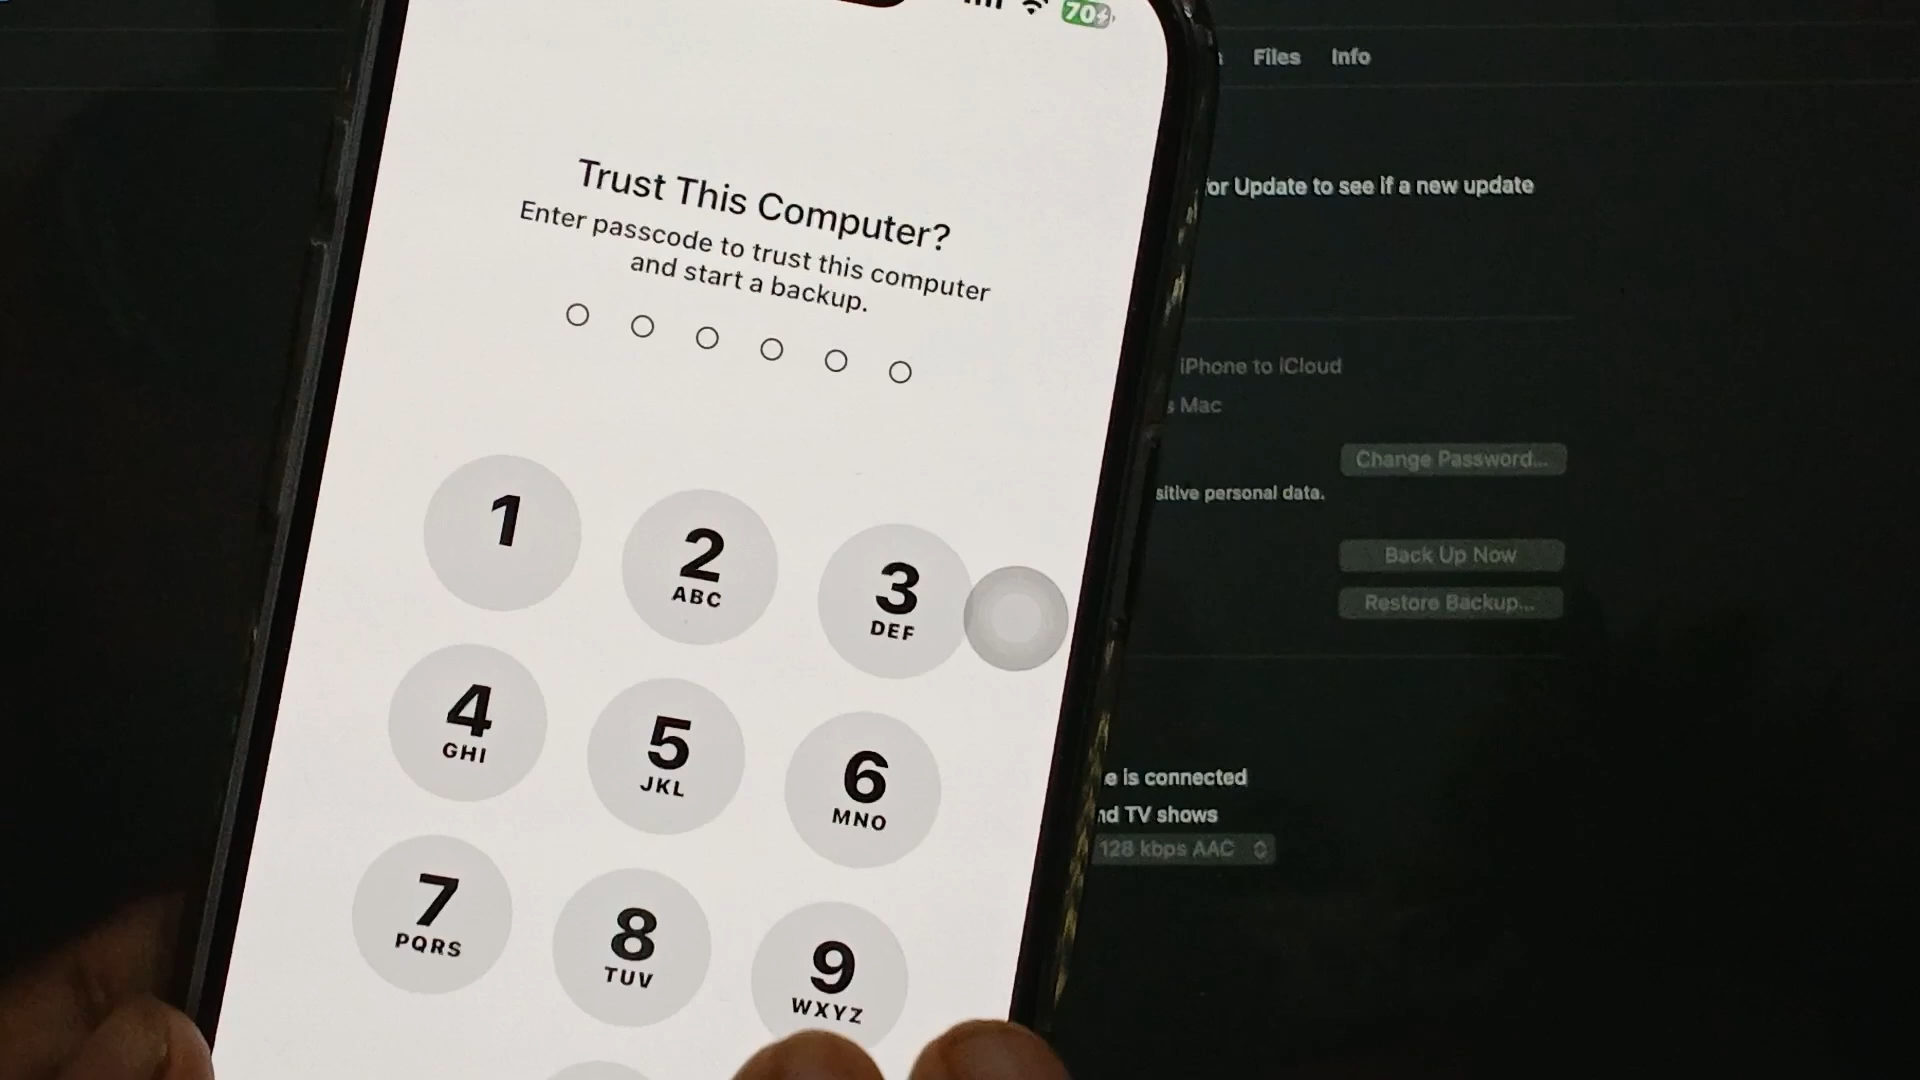 70
Trust This Computer?
Enter passcode to trust this computer
and start a backup.
1
2
ABC
3
DEF
4
GHI
5
JKL
6
MNO
7
PQRS
8
TUV
9
WXYZ
Files Info
Update to see if a new update
iPhone to iCloud
Mac
Change Password...
personal data.
Back Up Now
Restore Backup...
is connected
TV shows
128 kbps AAC